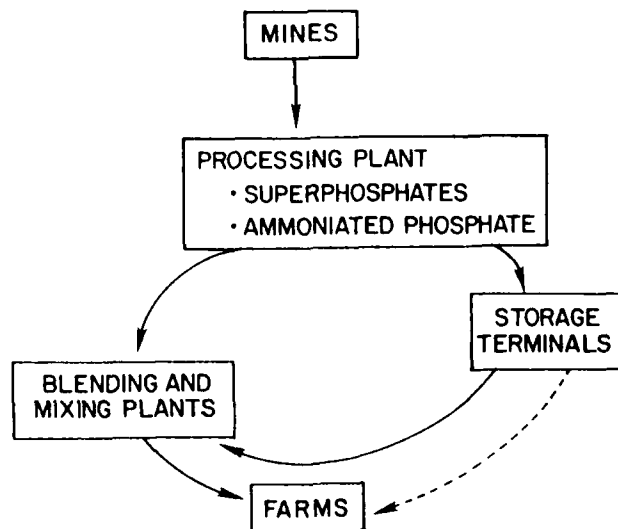 MINES
PROCESSING PLANT
· SUPERPHOSPHATES
· AMMONIATED PHOSPHATE
STORAGE
TERMINALS
BLENDING AND
MIXING PLANTS
FARMS